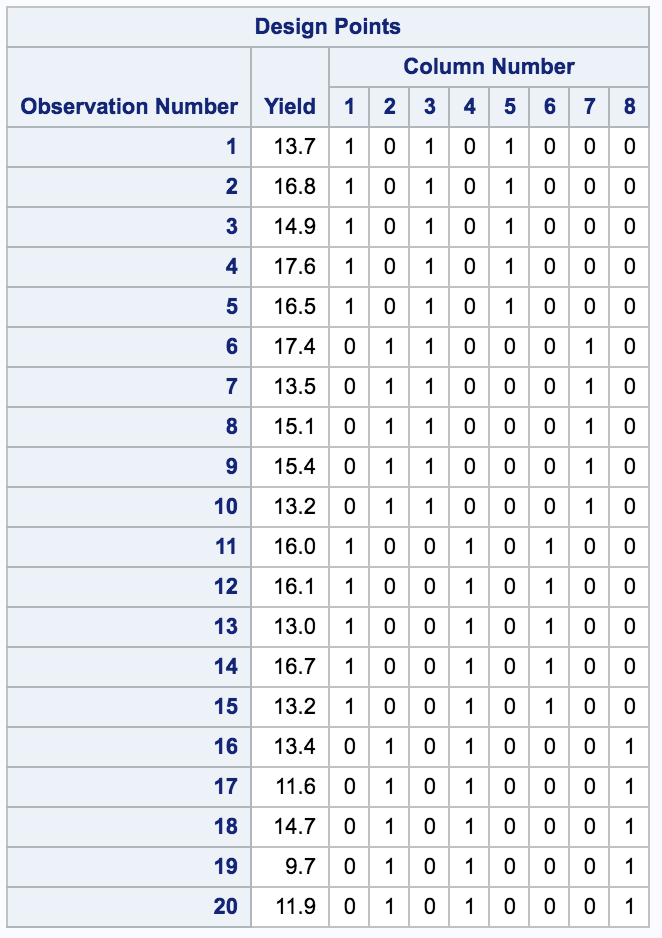 Design Points
Column Number
Observation Number Yield 1 2 3 4 5 6 7 8
1 13.7 1 0 1 0 1 0 0 0
2 16.8 1 0 1 0 1 0 0 0
3 14.9 1 0 1 0 1 0 0 0
4 17.6 1 0 1 0 1 0 0 0
5 16.5 1 0 1 0 1 0 0 0
6 17.4 0 1 1 0 0 0 1 0
7 13.5 0 1 1 0 0 0 1 0
8 15.1 0 1 1 0 0 0 1 0
9 15.4 0 1 1 0 0 0 1 0
10 13.2 0 1 1 0 0 0 1 0
11 16.0 1 0 0 1 0 1 0 0
12 16.1 1 0 0 1 0 1 0 0
13 13.0 1 0 0 1 0 1 0 0
14 16.7 1 0 0 1 0 1 0 0
15 13.2 1 0 0 1 0 1 0 0
16 13.4 0 1 0 1 0 0 0 1
17 11.6 0 1 0 1 0 0 0 1
18 14.7 0 1 0 1 0 0 0 1
19 9.7 0 1 0 1 0 0 0 1
20 11.9 0 1 0 1 0 0 0 1